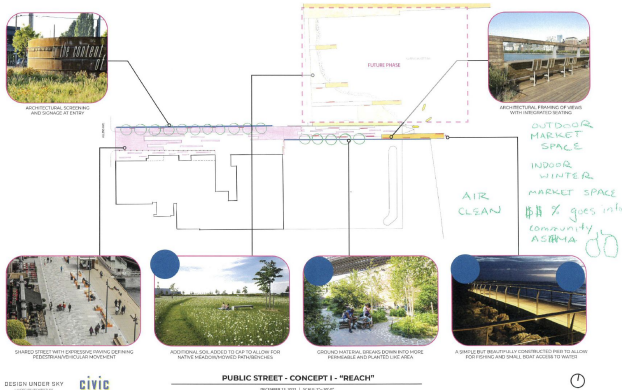 the content
of
ARCHITECTURAL SCREENING
AND SIGNAGE AT ENTRY
FUTURE PHASE
ARCHITECTURAL FRAMING OF VIEWS
WITH INTEGRATED SEATING
OUTDOOR
MARKET
SPACE
INDOOR
WINTER
MARKET SPACE
$$ % goes into
community
ASTHMA
AIR
CLEAN
SHARED STREET WITH EXPRESSIVE PAVING DEFINING
PEDESTRIAN/VEHICULAR MOVEMENT
ADDITIONAL SOIL ADDED TO CAP TO ALLOW FOR
NATIVE MEADOW/MOWED PATH/BENCHES
GROUND MATERIAL BREAKS DOWN INTO MORE
PERMEABLE AND PLANTED LIKE AREA
A SIMPLE BUT BEAUTIFULLY CONSTRUCTED PIER TO ALLOW
FOR FISHING AND SMALL BOAT ACCESS TO WATER
DESIGN UNDER SKY
CIVIC
PUBLIC STREET - CONCEPT I - "REACH"